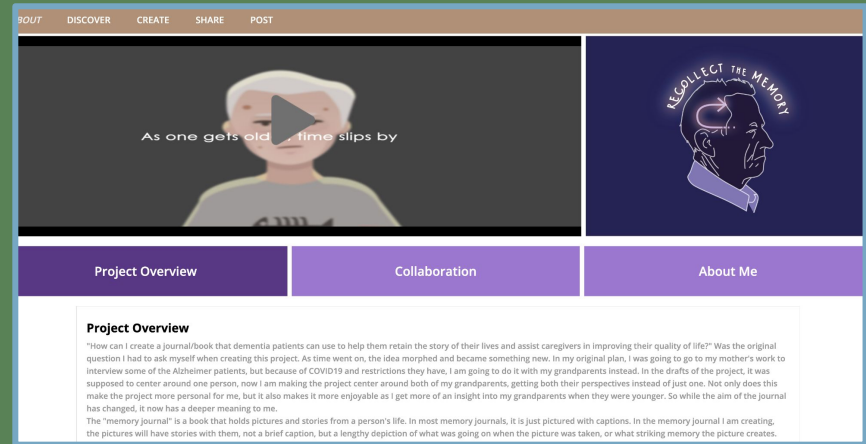 BOUT DISCOVER CREATE SHARE POST
As one gets old time slips by
RECOLLECT THE MEMORY
Project Overview Collaboration About Me
Project Overview
"How can I create a journal/book that dementia patients can use to help them retain the story of their lives and assist caregivers in improving their quality of life?" Was the original
question I had to ask myself when creating this project. As time went on, the idea morphed and became something new. In my original plan, I was going to go to my mother's work to
interview some of the Alzheimer patients, but because of COVID19 and restrictions they have, I am going to do it with my grandparents instead. In the drafts of the project, it was
supposed to center around one person, now I am making the project center around both of my grandparents, getting both their perspectives instead of just one. Not only does this
make the project more personal for me, but it also makes it more enjoyable as I get more of an insight into my grandparents when they were younger. So while the aim of the journal
has changed, it now has a deeper meaning to me.
The "memory journal" is a book that holds pictures and stories from a person's life. In most memory journals, it is just pictured with captions. In the memory journal I am creating,
the pictures will have stories with them, not a brief caption, but a lengthy depiction of what was going on when the picture was taken, or what striking memory the picture creates.